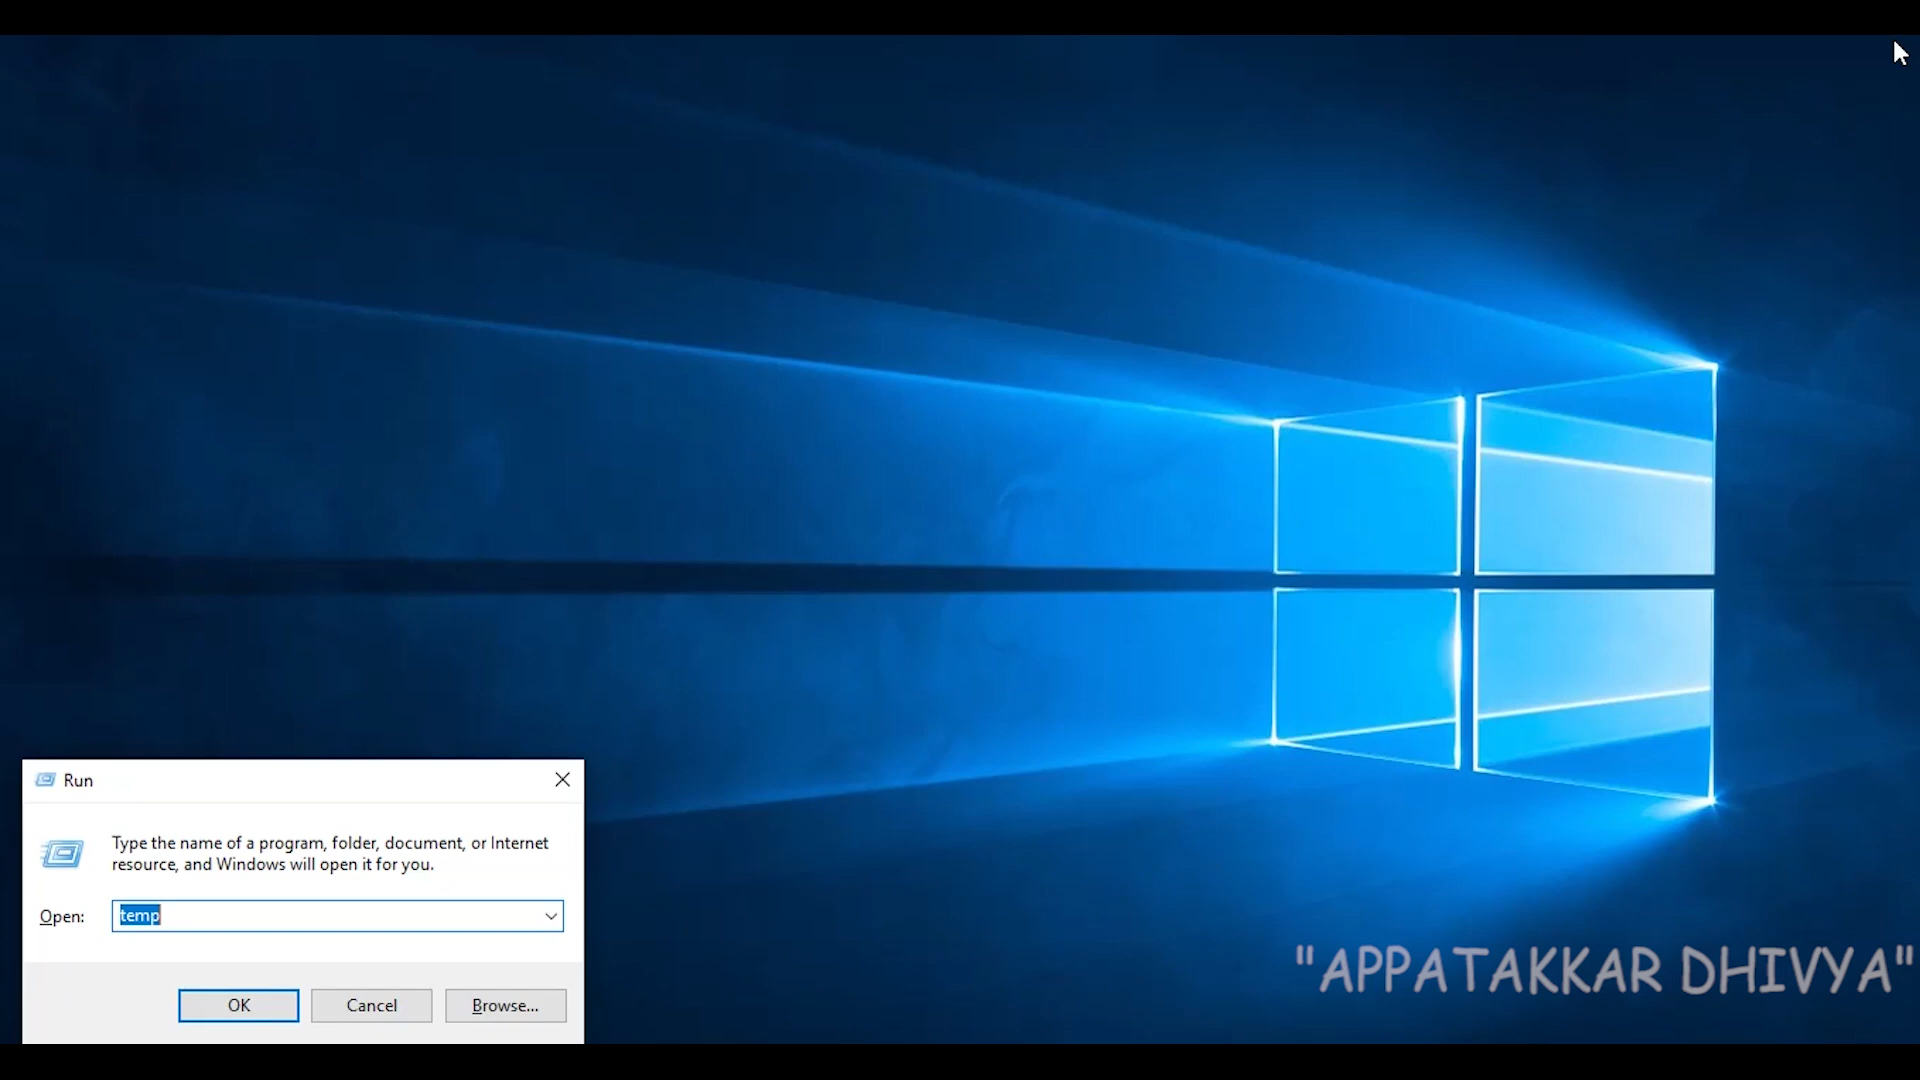 Run
Type the name of a program, folder, document, or Internet
resource, and Windows will open it for you.
Open: temp
OK Cancel Browse...
"APPATAKKAR DHIVYA"